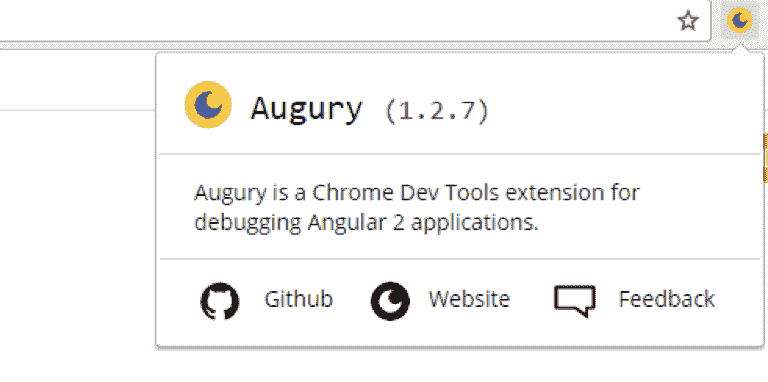 Augury (1.2.7)
Augury is a Chrome Dev Tools extension for
debugging Angular 2 applications.
Github Website Feedback